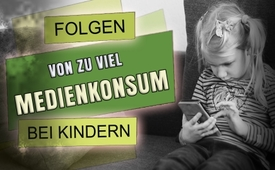 FOLGEN
VON ZU VIEL
MEDIENKONSUM
BEI KINDERN